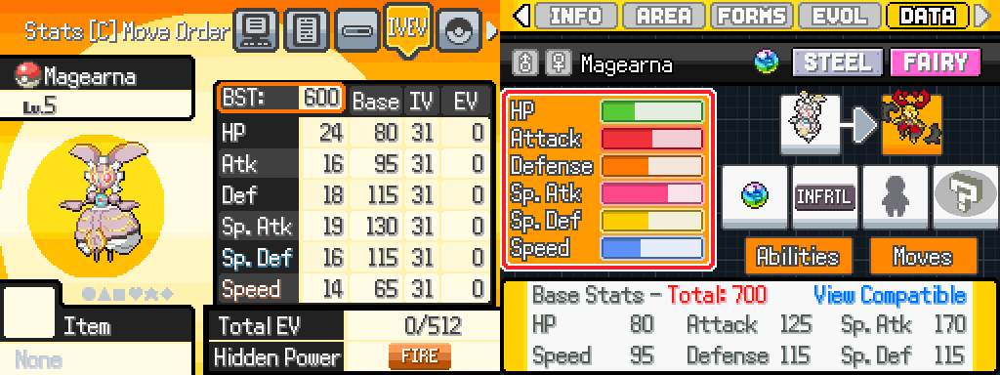 Stats [C] Move Order
IVEV
Magearna
Lv.5
BST: 600 Base IV EV
HP 24 80 31 0
Atk 16 95 31 0
Def 18 115 31 0
Sp. Atk 19 130 31 0
Sp. Def 16 115 31 0
Speed 14 65 31 0
Item
None
Total EV 0/512
Hidden Power FIRE
INFO AREA FORMS EVOL DATA
Magearna STEEL FAIRY
HP
Attack
Defense
Sp. Atk
Sp. Def
Speed
INFRTL
?
Abilities Moves
Base Stats - Total: 700 View Compatible
HP 80 Attack 125 Sp. Atk 170
Speed 95 Defense 115 Sp. Def 115